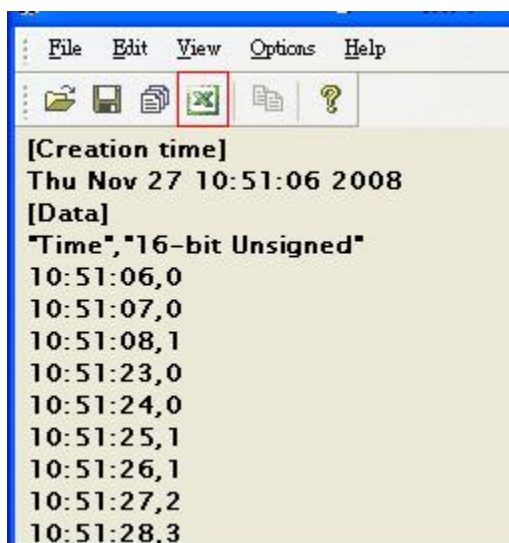 File Edit View Options Help
[Creation time]
Thu Nov 27 10:51:06 2008
[Data]
"Time","16-bit Unsigned"
10:51:06,0
10:51:07,0
10:51:08,1
10:51:23,0
10:51:24,0
10:51:25,1
10:51:26,1
10:51:27,2
10:51:28,3